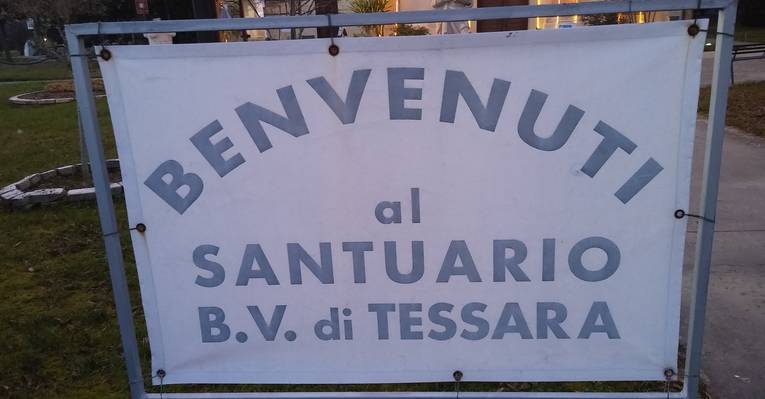 BENVENUTI
al
SANTUARIO
B.V. di TESSARA